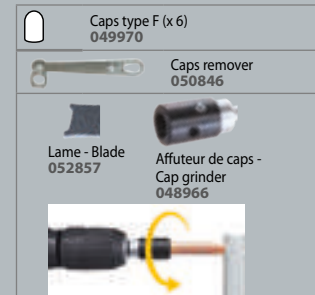 Caps type F (x 6)
049970
Caps remover
050846
Lame - Blade
052857
Affuteur de caps -
Cap grinder
048966